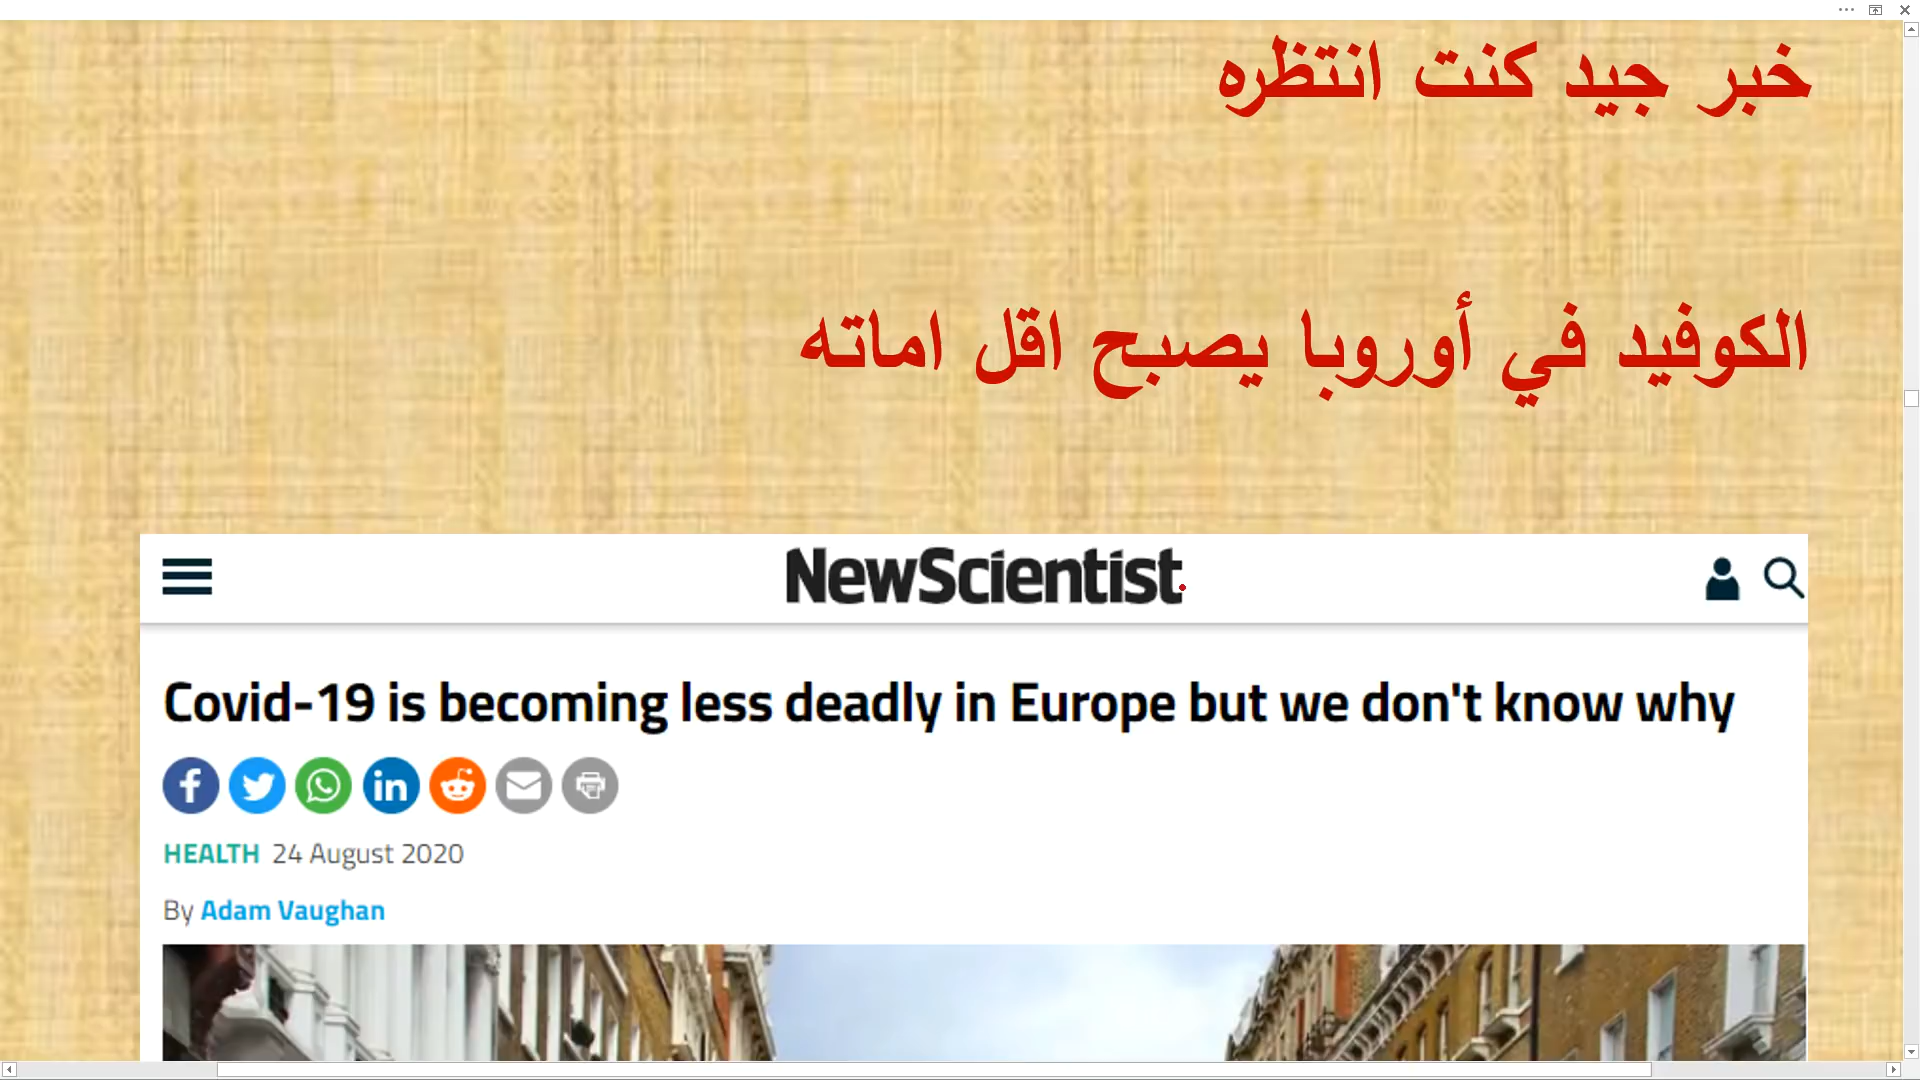 خبر جيد كنت انتظره
الكوفيد في أوروبا يصبح اقل اماته
NewScientist
Covid-19 is becoming less deadly in Europe but we don't know why
HEALTH 24 August 2020
By Adam Vaughan